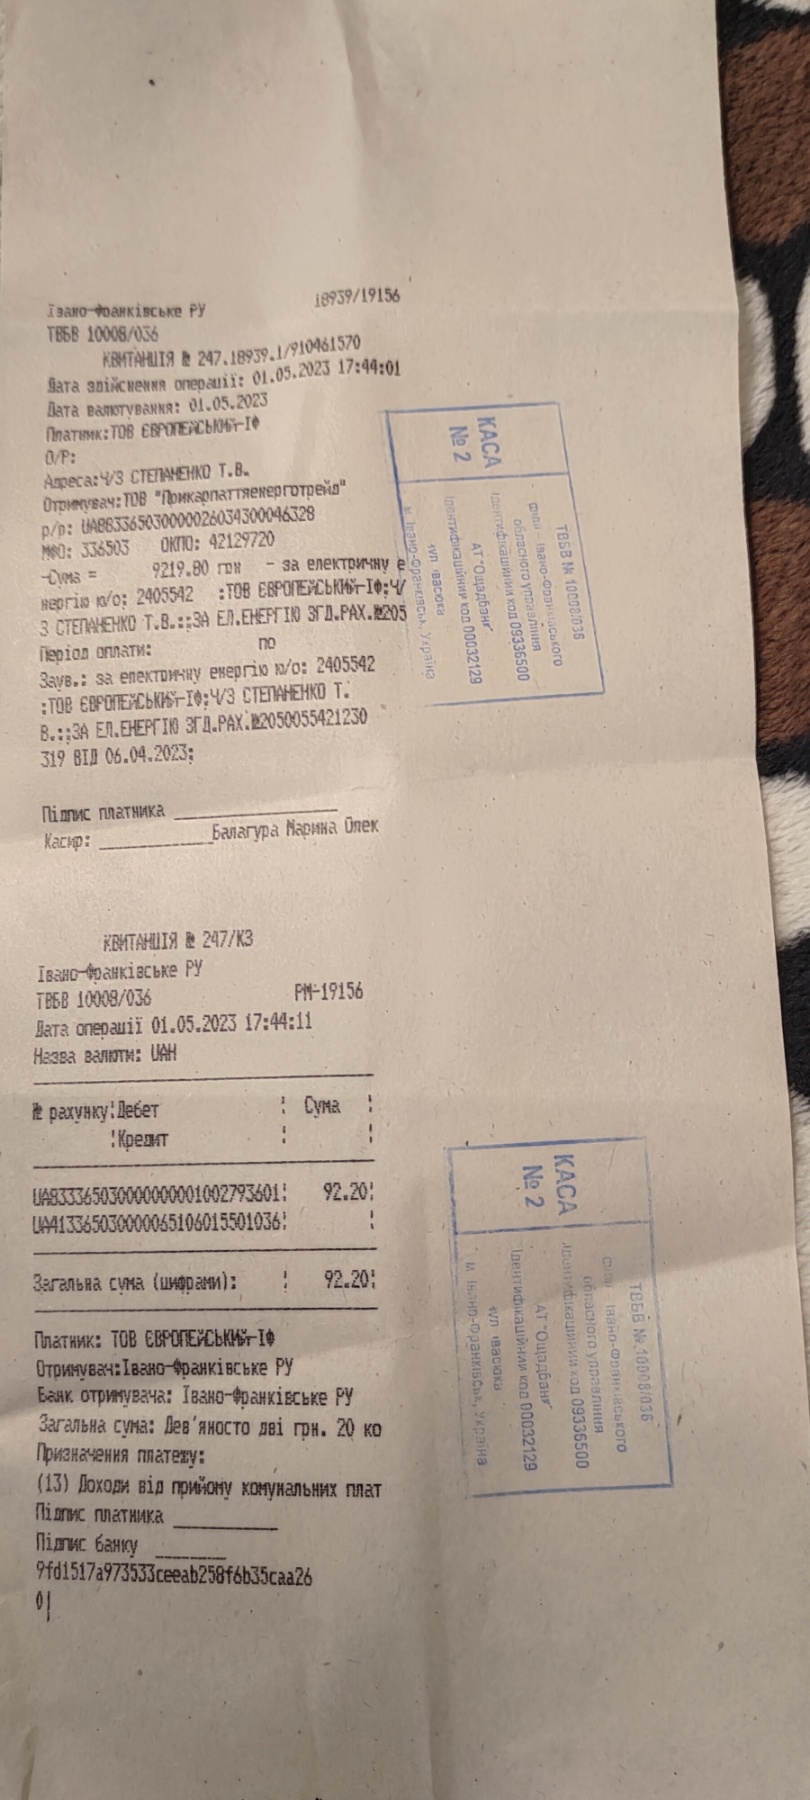 Івано-Франківське РУ 18939/19156
ТВБВ 10008/036
КВИТАНЦІЯ № 247.18939.1/910461570
Дата здійснення операції: 01.05.2023 17:44:01
Дата валютування: 01.05.2023
Платник:ТОВ ЄВРОПЕЙСЬКИЙ-ІФ
О/Р:
Адреса:Ч/З СТЕПАНЕНКО Т.В.
Отримувач:ТОВ "Прикарпаттяенерготрейд"
р/р: UA883365030000026034300046328
МФО: 336503 ОКПО: 42129720
-Сума = 9219.80 грн - за електричну е
нергію ю/о: 2405542 :ТОВ ЄВРОПЕЙСЬКИЙ-ІФ;Ч/
З СТЕПАНЕНКО Т.В.:;ЗА ЕЛ.ЕНЕРГІЮ ЗГД.РАХ.№205
Період оплати: по
Заув.: за електричну енергію ю/о: 2405542
:ТОВ ЄВРОПЕЙСЬКИЙ-ІФ;Ч/З СТЕПАНЕНКО Т.
В.:;ЗА ЕЛ.ЕНЕРГІЮ ЗГД.РАХ.№2050055421230
319 ВІД 06.04.2023;
Підпис платника
Касир: Балагура Марина Олек
КАСА
№ 2
ТВБВ № 10008/036
філії Івано-Франківського
обласного управління
Ідентифікаційний код 09336500
АТ "Ощадбанк"
Ідентифікаційний код 00032129
м. Івано-Франківськ, Україна
КВИТАНЦІЯ № 247/К3
Івано-Франківське РУ
ТВБВ 10008/036 РМ-19156
Дата операції 01.05.2023 17:44:11
Назва валюти: UAH
№ рахунку¦Дебет ¦ Сума ¦
¦Кредит ¦ ¦
UA833365030000000001002793601¦ 92.20¦
UA413365030000065106015501036¦ ¦
Загальна сума (цифрами): ¦ 92.20¦
Платник: ТОВ ЄВРОПЕЙСЬКИЙ-ІФ
Отримувач:Івано-Франківське РУ
Банк отримувача: Івано-Франківське РУ
Загальна сума: Дев'яносто дві грн. 20 ко
Призначення платежу:
(13) Доходи від прийому комунальних плат
Підпис платника
Підпис банку
9fd1517a973533ceeab258f6b35caa26
0|
КАСА
№ 2
ТВБВ № 10008/036
філії Івано-Франківського
обласного управління
Ідентифікаційний код 09336500
АТ "Ощадбанк"
Ідентифікаційний код 00032129
м. Івано-Франківськ, Україна